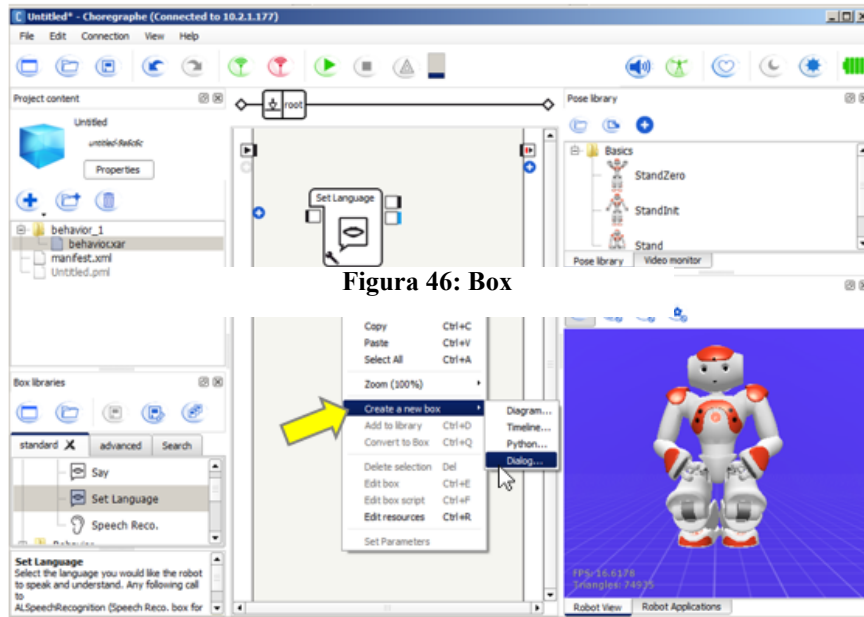 Untitled* - Choregraphe (Connected to 10.2.1.177)
File Edit Connection View Help
Project content
Untitled
Properties
behavior_1
behavior.xar
manifest.xml
Untitled.pml
root
Set Language
Pose library
Basics
StandZero
StandInit
Stand
Pose library Video monitor
Figura 46: Box
Copy Ctrl+C
Paste Ctrl+V
Select All Ctrl+A
Zoom (100%)
Create a new box
Add to library Ctrl+D
Convert to Box Ctrl+Q
Delete selection Del
Edit box Ctrl+E
Edit box script Ctrl+F
Edit resources Ctrl+R
Set Parameters
Diagram...
Timeline...
Python...
Dialog...
Box libraries
standard advanced Search
Say
Set Language
Speech Reco.
Set Language
Select the language you would like the robot
to speak and understand. Any following call
to
ALSpeechRecognition (Speech Reco. box for
FPS: 16.6178
Robot View Robot Applications